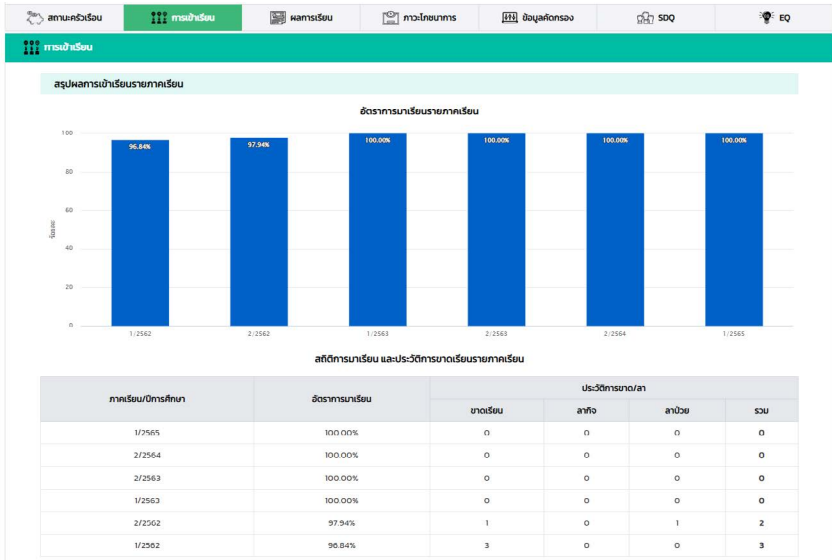 สถานะครัวเรือน การเข้าเรียน ผลการเรียน ภาวะโภชนาการ ข้อมูลคัดกรอง SDQ EQ
การเข้าเรียน
สรุปผลการเข้าเรียนรายภาคเรียน
อัตราการมาเรียนรายภาคเรียน
ร้อยละ
100
80
60
40
20
0
96.84% 97.94% 100.00% 100.00% 100.00% 100.00%
1/2562 2/2562 1/2563 2/2563 2/2564 1/2565
สถิติการมาเรียน และประวัติการขาดเรียนรายภาคเรียน
ภาคเรียน/ปีการศึกษา อัตราการมาเรียน ประวัติการขาด/ลา
ขาดเรียน ลากิจ ลาป่วย รวม
1/2565 100.00% 0 0 0 0
2/2564 100.00% 0 0 0 0
2/2563 100.00% 0 0 0 0
1/2563 100.00% 0 0 0 0
2/2562 97.94% 1 0 1 2
1/2562 96.84% 3 0 0 3